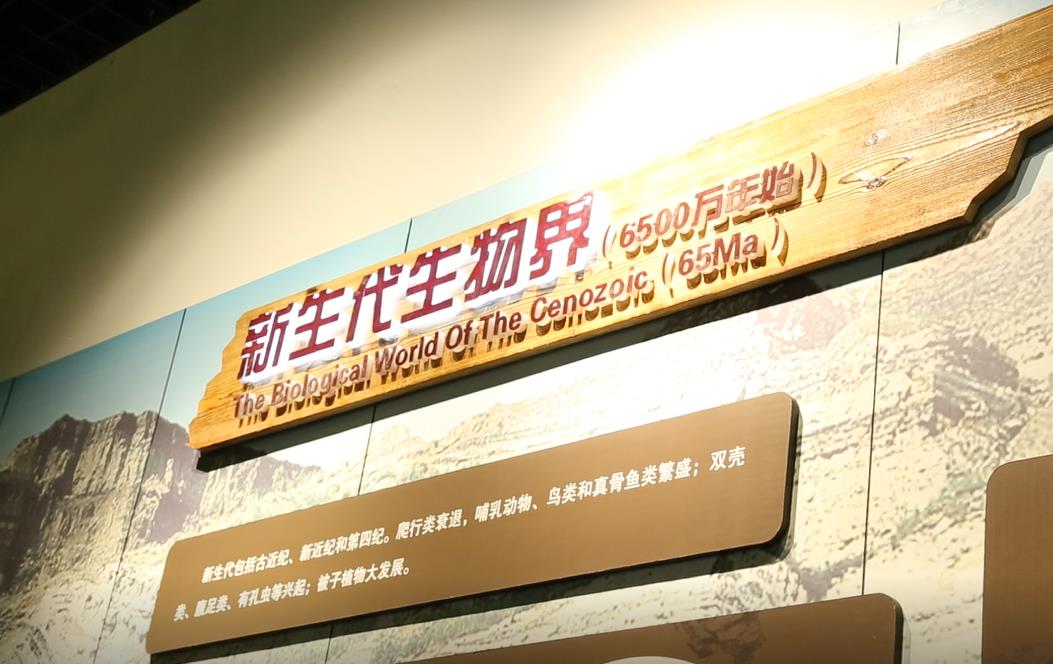 新生代生物界（6500万年始）
The Biological World Of The Cenozoic（65Ma）
新生代包括古近纪、新近纪和第四纪。爬行类衰退，哺乳动物、鸟类和真骨鱼类繁盛；双壳
类、腹足类、有孔虫等兴起；被子植物大发展。